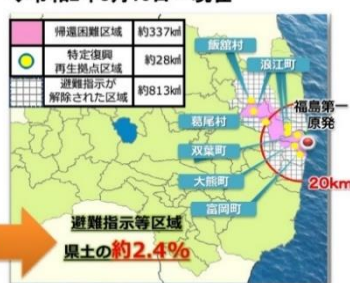 帰還困難区域 約337㎢
特定復興
再生拠点区域 約28㎢
避難指示が
解除された区域 約813㎢
飯舘村
浪江町
葛尾村
双葉町
大熊町
富岡町
福島第一
原発
20km
避難指示等区域
県土の約2.4%